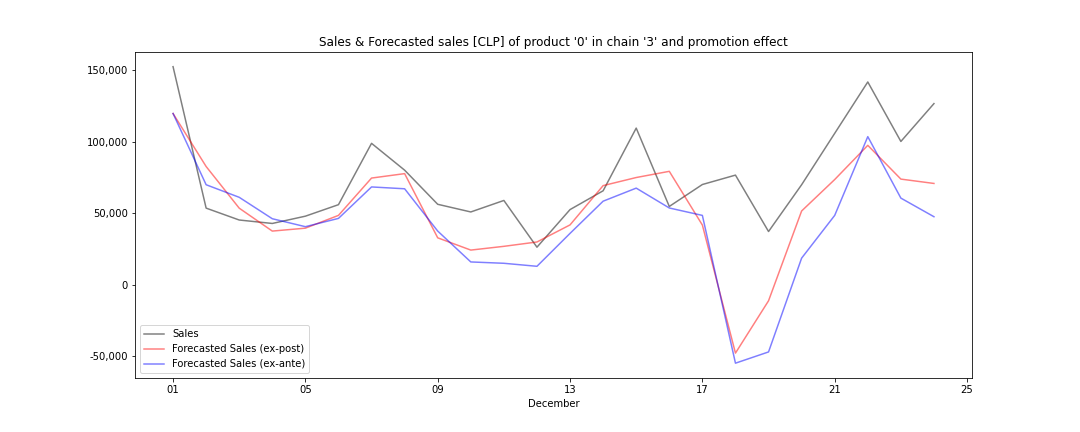 Sales & Forecasted sales [CLP] of product '0' in chain '3' and promotion effect
150,000
100,000
50,000
0
-50,000
Sales
Forecasted Sales (ex-post)
Forecasted Sales (ex-ante)
01 05 09 13 17 21 25
December